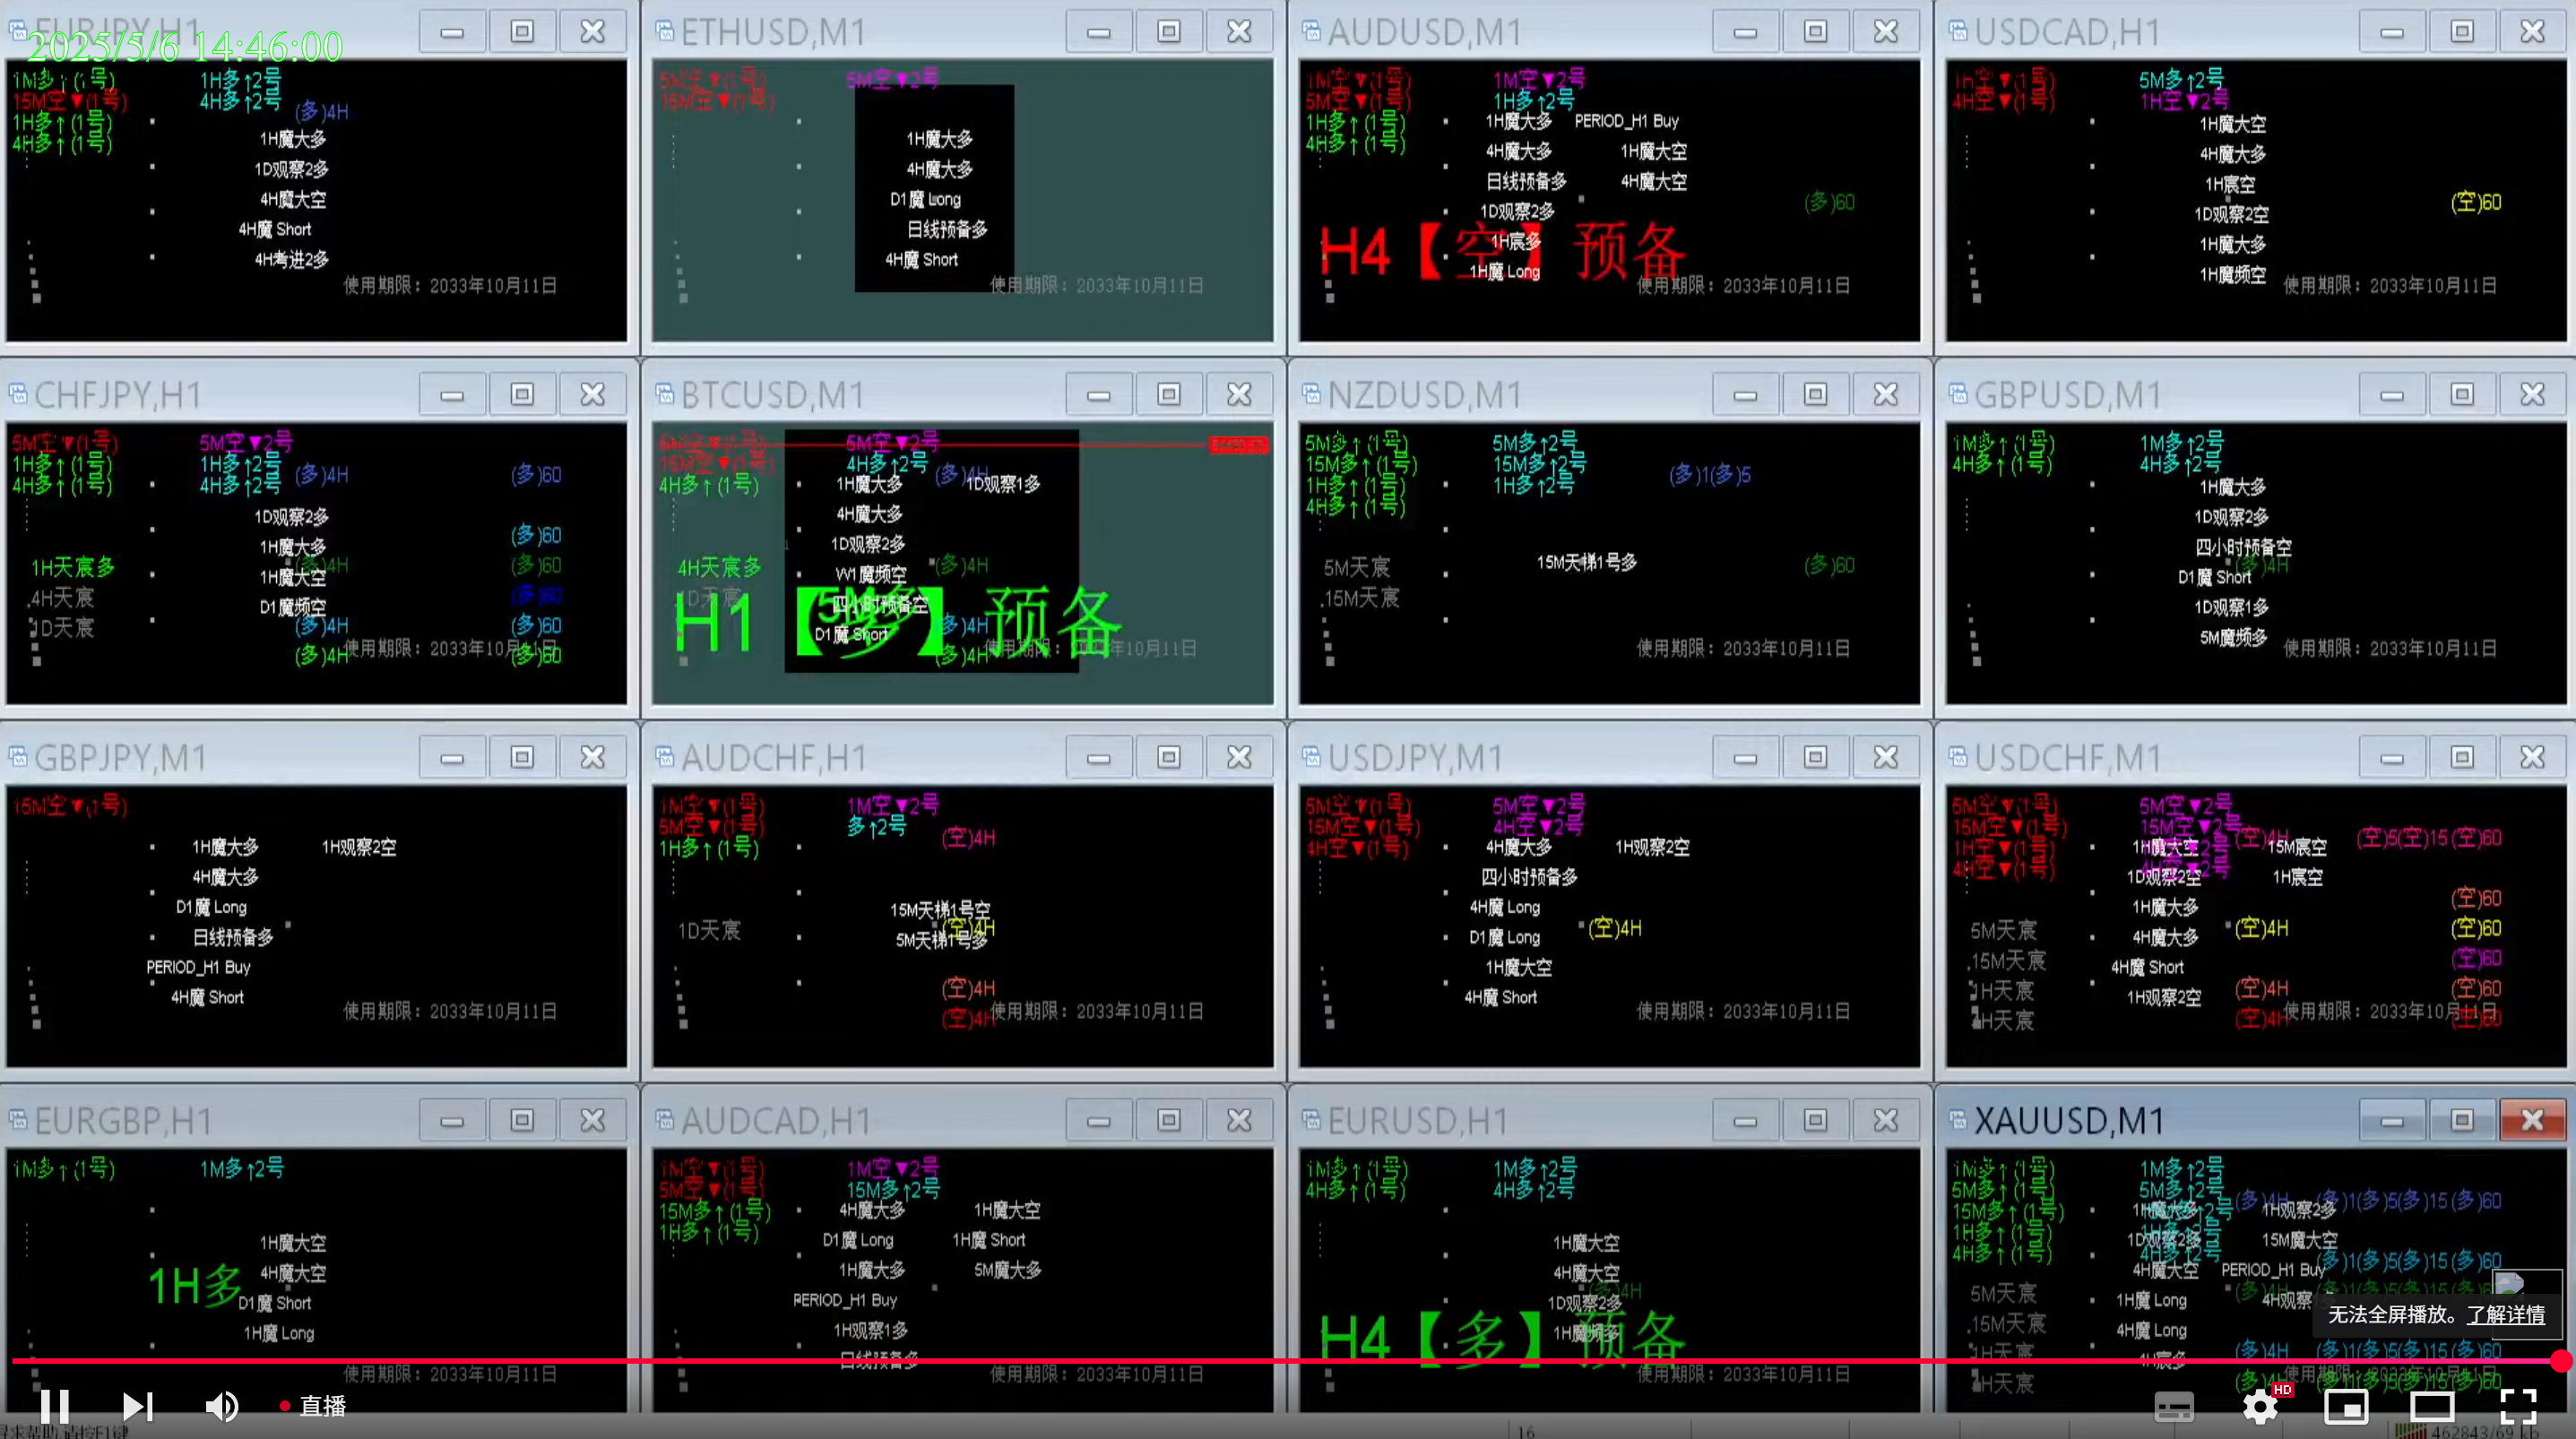 EURJPY,H1
2025/5/6 14:46:00
1M多↑(1号)
15M空▼(1号)
1H多↑(1号)
4H多↑(1号)
1H多↑2号
4H多↑2号
(多)4H
1H魔大多
1D观察2多
4H魔大空
4H魔 Short
4H考进2多
使用期限：2033年10月11日
ETHUSD,M1
5M空▼(1号)
15M空▼(1号)
5M空▼2号
1H魔大多
4H魔大多
D1魔 Long
日线预备多
4H魔 Short
使用期限：2033年10月11日
AUDUSD,M1
1M空▼(1号)
5M空▼(1号)
1H多↑(1号)
4H多↑(1号)
1M空▼2号
1H多↑2号
1H魔大多
PERIOD_H1 Buy
4H魔大多
1H魔大空
日线预备多
4H魔大空
1D观察2多
(多)60
1H宸多
H4【空】预备
1H魔 Long
使用期限：2033年10月11日
USDCAD,H1
1H空▼(1号)
4H空▼(1号)
5M多↑2号
1H空▼2号
1H魔大空
4H魔大多
1H宸空
(空)60
1D观察2空
1H魔大多
1H魔频空
使用期限：2033年10月11日
CHFJPY,H1
5M空▼(1号)
1H多↑(1号)
4H多↑(1号)
5M空▼2号
1H多↑2号
4H多↑2号
(多)4H
(多)60
1D观察2多
(多)60
1H魔大多
1H天宸多
(多)4H
(多)60
1H魔大空
4H天宸
(多)60
D1魔频空
1D天宸
(多)4H
(多)60
(多)4H
(多)60
使用期限：2033年10月11日
BTCUSD,M1
5M空▼(1号)
15M空▼(1号)
4H多↑(1号)
5M空▼2号
4H多↑2号
(多)4H
1H魔大多
1D观察1多
4H魔大多
1D观察2多
4H天宸多
W1魔频空
(多)4H
1D天宸
四小时预备空
H1【5M多】预备
D1魔 Short
(多)4H
(多)4H
使用期限：2033年10月11日
NZDUSD,M1
5M多↑(1号)
15M多↑(1号)
1H多↑(1号)
4H多↑(1号)
5M多↑2号
15M多↑2号
1H多↑2号
(多)1(多)5
5M天宸
15M天梯1号多
(多)60
15M天宸
使用期限：2033年10月11日
GBPUSD,M1
1M多↑(1号)
4H多↑(1号)
1M多↑2号
4H多↑2号
1H魔大多
1D观察2多
四小时预备空
(多)4H
D1魔 Short
1D观察1多
5M魔频多
使用期限：2033年10月11日
GBPJPY,M1
15M空▼(1号)
1H魔大多
1H观察2空
4H魔大多
D1魔 Long
日线预备多
PERIOD_H1 Buy
4H魔 Short
使用期限：2033年10月11日
AUDCHF,H1
1M空▼(1号)
5M空▼(1号)
1H多↑(1号)
1M空▼2号
多↑2号
(空)4H
15M天梯1号空
1D天宸
(空)4H
5M天梯1号多
(空)4H
(空)4H
使用期限：2033年10月11日
USDJPY,M1
5M空▼(1号)
15M空▼(1号)
4H空▼(1号)
5M空▼2号
4H空▼2号
4H魔大多
1H观察2空
四小时预备多
4H魔 Long
(空)4H
D1魔 Long
1H魔大空
4H魔 Short
使用期限：2033年10月11日
USDCHF,M1
5M空▼(1号)
15M空▼(1号)
1H空▼(1号)
4H空▼(1号)
5M空▼2号
15M空▼2号
(空)4H
(空)5(空)15(空)60
1H魔大空
15M宸空
1D观察2空
1H宸空
1H魔大多
(空)60
5M天宸
4H魔大多
(空)4H
(空)60
15M天宸
4H魔 Short
(空)60
1H天宸
1H观察2空
(空)4H
(空)60
4H天宸
(空)4H
(空)60
使用期限：2033年10月11日
EURGBP,H1
1M多↑(1号)
1M多↑2号
1H魔大空
1H多
4H魔大空
D1魔 Short
1H魔 Long
使用期限：2033年10月11日
AUDCAD,H1
1M空▼(1号)
5M空▼(1号)
15M多↑(1号)
1H多↑(1号)
1M空▼2号
15M多↑2号
4H魔大多
1H魔大空
D1魔 Long
1H魔 Short
1H魔大多
5M魔大多
PERIOD_H1 Buy
1H观察1多
日线预备多
使用期限：2033年10月11日
EURUSD,H1
1M多↑(1号)
4H多↑(1号)
1M多↑2号
4H多↑2号
1H魔大空
4H魔大空
(多)4H
1D观察2多
1H魔频多
H4【多】预备
使用期限：2033年10月11日
XAUUSD,M1
1M多↑(1号)
5M多↑(1号)
15M多↑(1号)
1H多↑(1号)
4H多↑(1号)
1M多↑2号
5M多↑2号
4H多↑2号
(多)4H
(多)1(多)5(多)15(多)60
1H魔大多
1H观察2多
1D观察2多
15M魔大空
4H魔大空
PERIOD_H1 Buy
(多)1(多)5(多)15(多)60
5M天宸
1H魔 Long
(多)4H
4H观察
15M天宸
4H魔 Long
1H天宸
4H宸多
(多)4H
(多)1(多)5(多)15(多)60
4H天宸
(多)4H
(多)1(多)5(多)15(多)60
无法全屏播放。了解详情
直播
HD
16
462843/69 kb